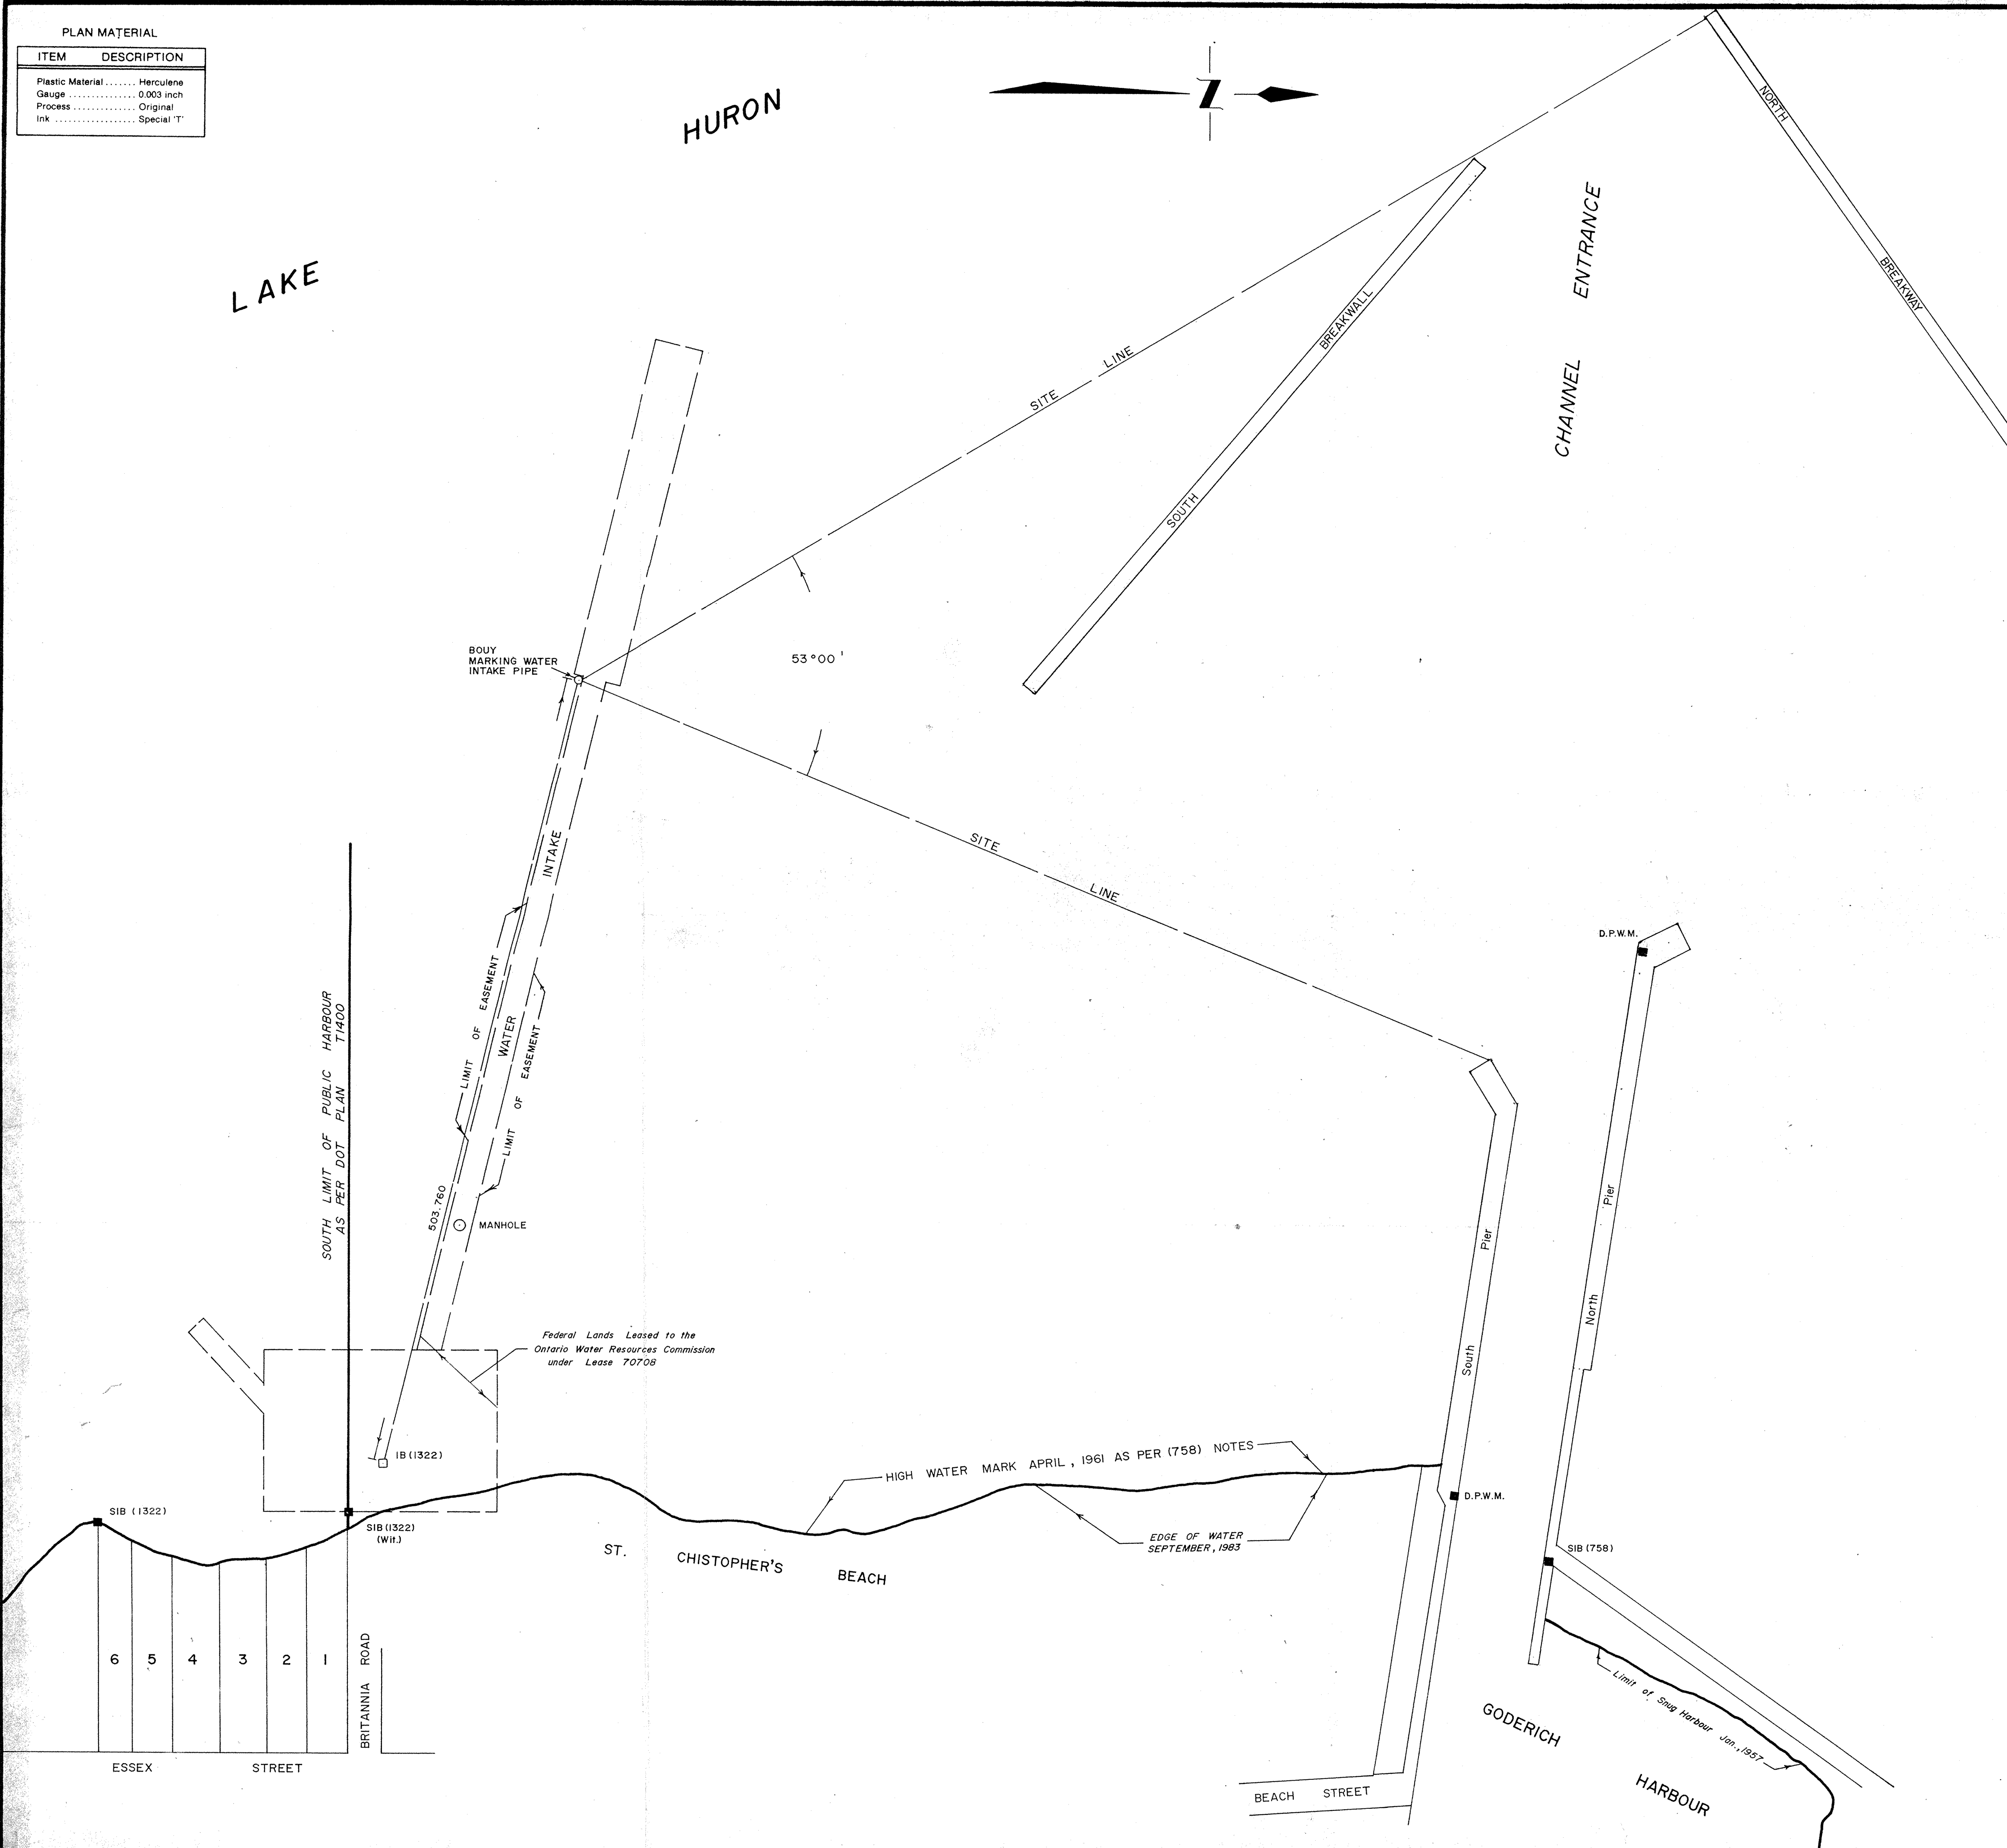 PLAN MATERIAL
ITEM DESCRIPTION
Plastic Material ....... Herculene
Gauge .............. 0.003 inch
Process ............. Original
Ink ................. Special 'T'
LAKE HURON
N
NORTH BREAKWAY
CHANNEL ENTRANCE
SOUTH BREAKWALL
SITE LINE
BOUY
MARKING WATER
INTAKE PIPE
53°00'
SITE LINE
WATER INTAKE
LIMIT OF EASEMENT
LIMIT OF EASEMENT
503.760
MANHOLE
SOUTH LIMIT OF PUBLIC HARBOUR
AS PER DOT PLAN T1400
Federal Lands Leased to the
Ontario Water Resources Commission
under Lease 70708
IB (1322)
SIB (1322)
SIB (1322)
(Wit.)
HIGH WATER MARK APRIL, 1961 AS PER (758) NOTES
EDGE OF WATER
SEPTEMBER, 1983
ST. CHISTOPHER'S BEACH
D.P.W.M.
North Pier
South Pier
D.P.W.M.
SIB (758)
Limit of Snug Harbour Jan., 1957
GODERICH HARBOUR
6 5 4 3 2 1
BRITANNIA ROAD
ESSEX STREET
BEACH STREET